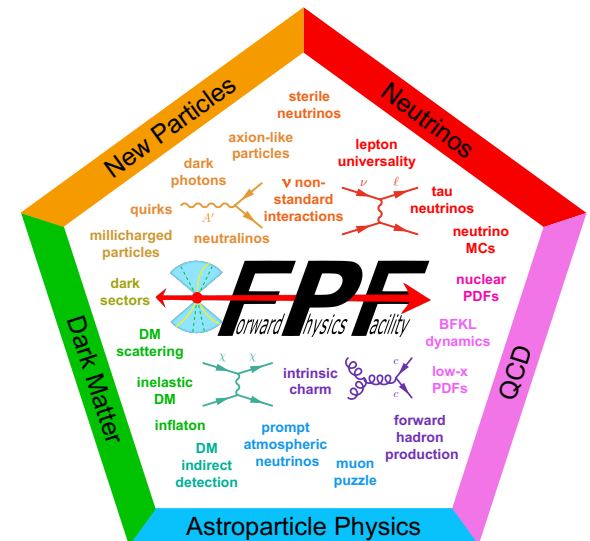 New Particles
Neutrinos
sterile
neutrinos
axion-like
particles
lepton
universality
dark
photons
ν non-
standard
interactions
ν
ℓ
tau
neutrinos
quirks
A'
neutralinos
millicharged
particles
neutrino
MCs
dark
sectors
nuclear
PDFs
FPF
Forward Physics Facility
DM
scattering
BFKL
dynamics
Dark Matter
QCD
χ χ
inelastic
DM
intrinsic
charm
c
c
low-x
PDFs
inflaton
prompt
atmospheric
neutrinos
forward
hadron
production
DM
indirect
detection
muon
puzzle
Astroparticle Physics